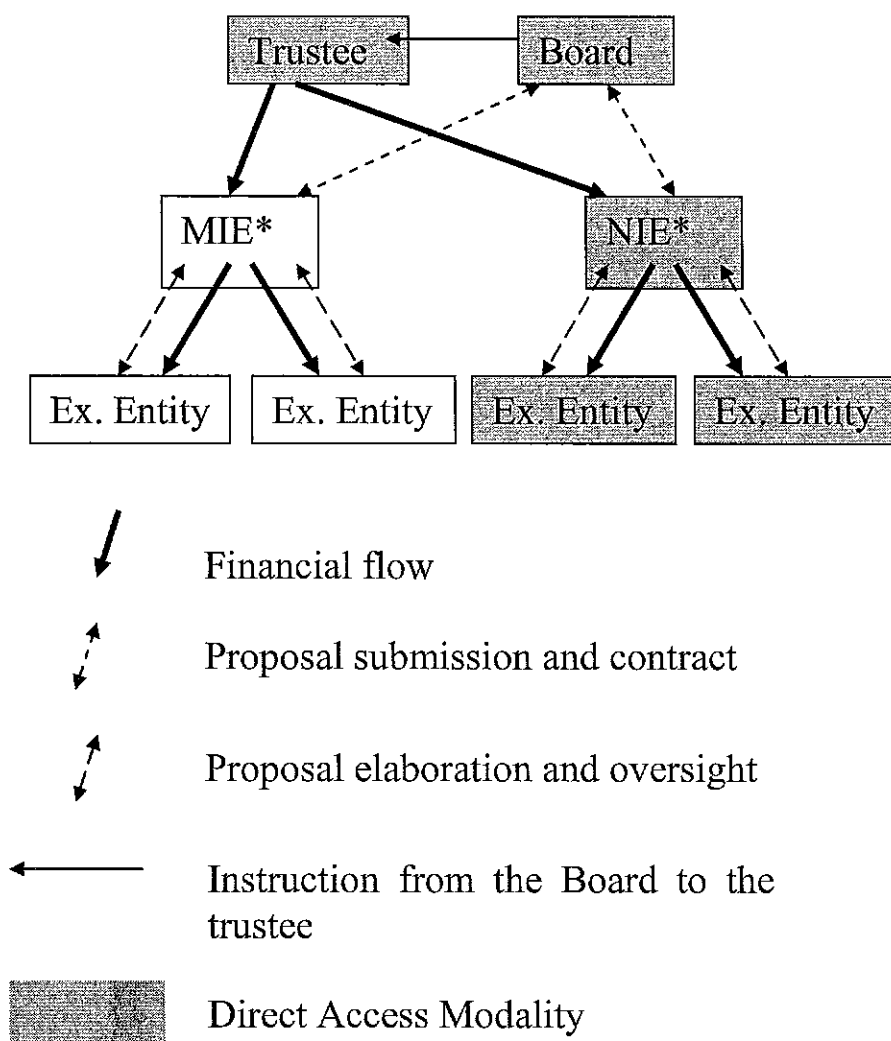 Trustee
Board
MIE*
NIE*
Ex. Entity
Ex. Entity
Ex. Entity
Ex. Entity
Financial flow
Proposal submission and contract
Proposal elaboration and oversight
Instruction from the Board to the
trustee
Direct Access Modality